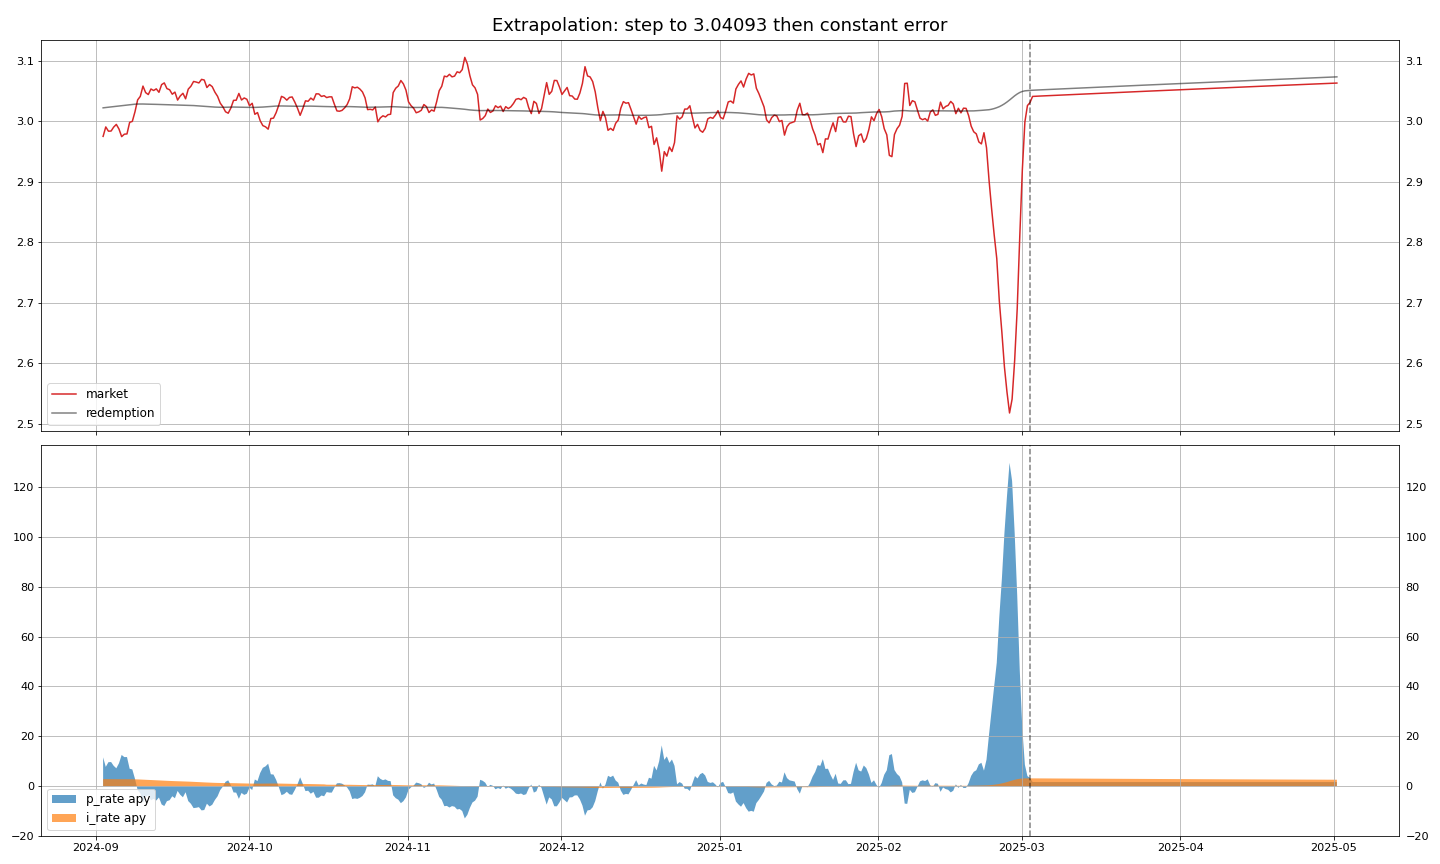 Extrapolation: step to 3.04093 then constant error
3.1 3.1
3.0 3.0
2.9 2.9
2.8 2.8
2.7 2.7
2.6 2.6
2.5 2.5
market
redemption
120 120
100 100
80 80
60 60
40 40
20 20
0 0
−20 −20
p_rate apy
i_rate apy
2024-09 2024-10 2024-11 2024-12 2025-01 2025-02 2025-03 2025-04 2025-05